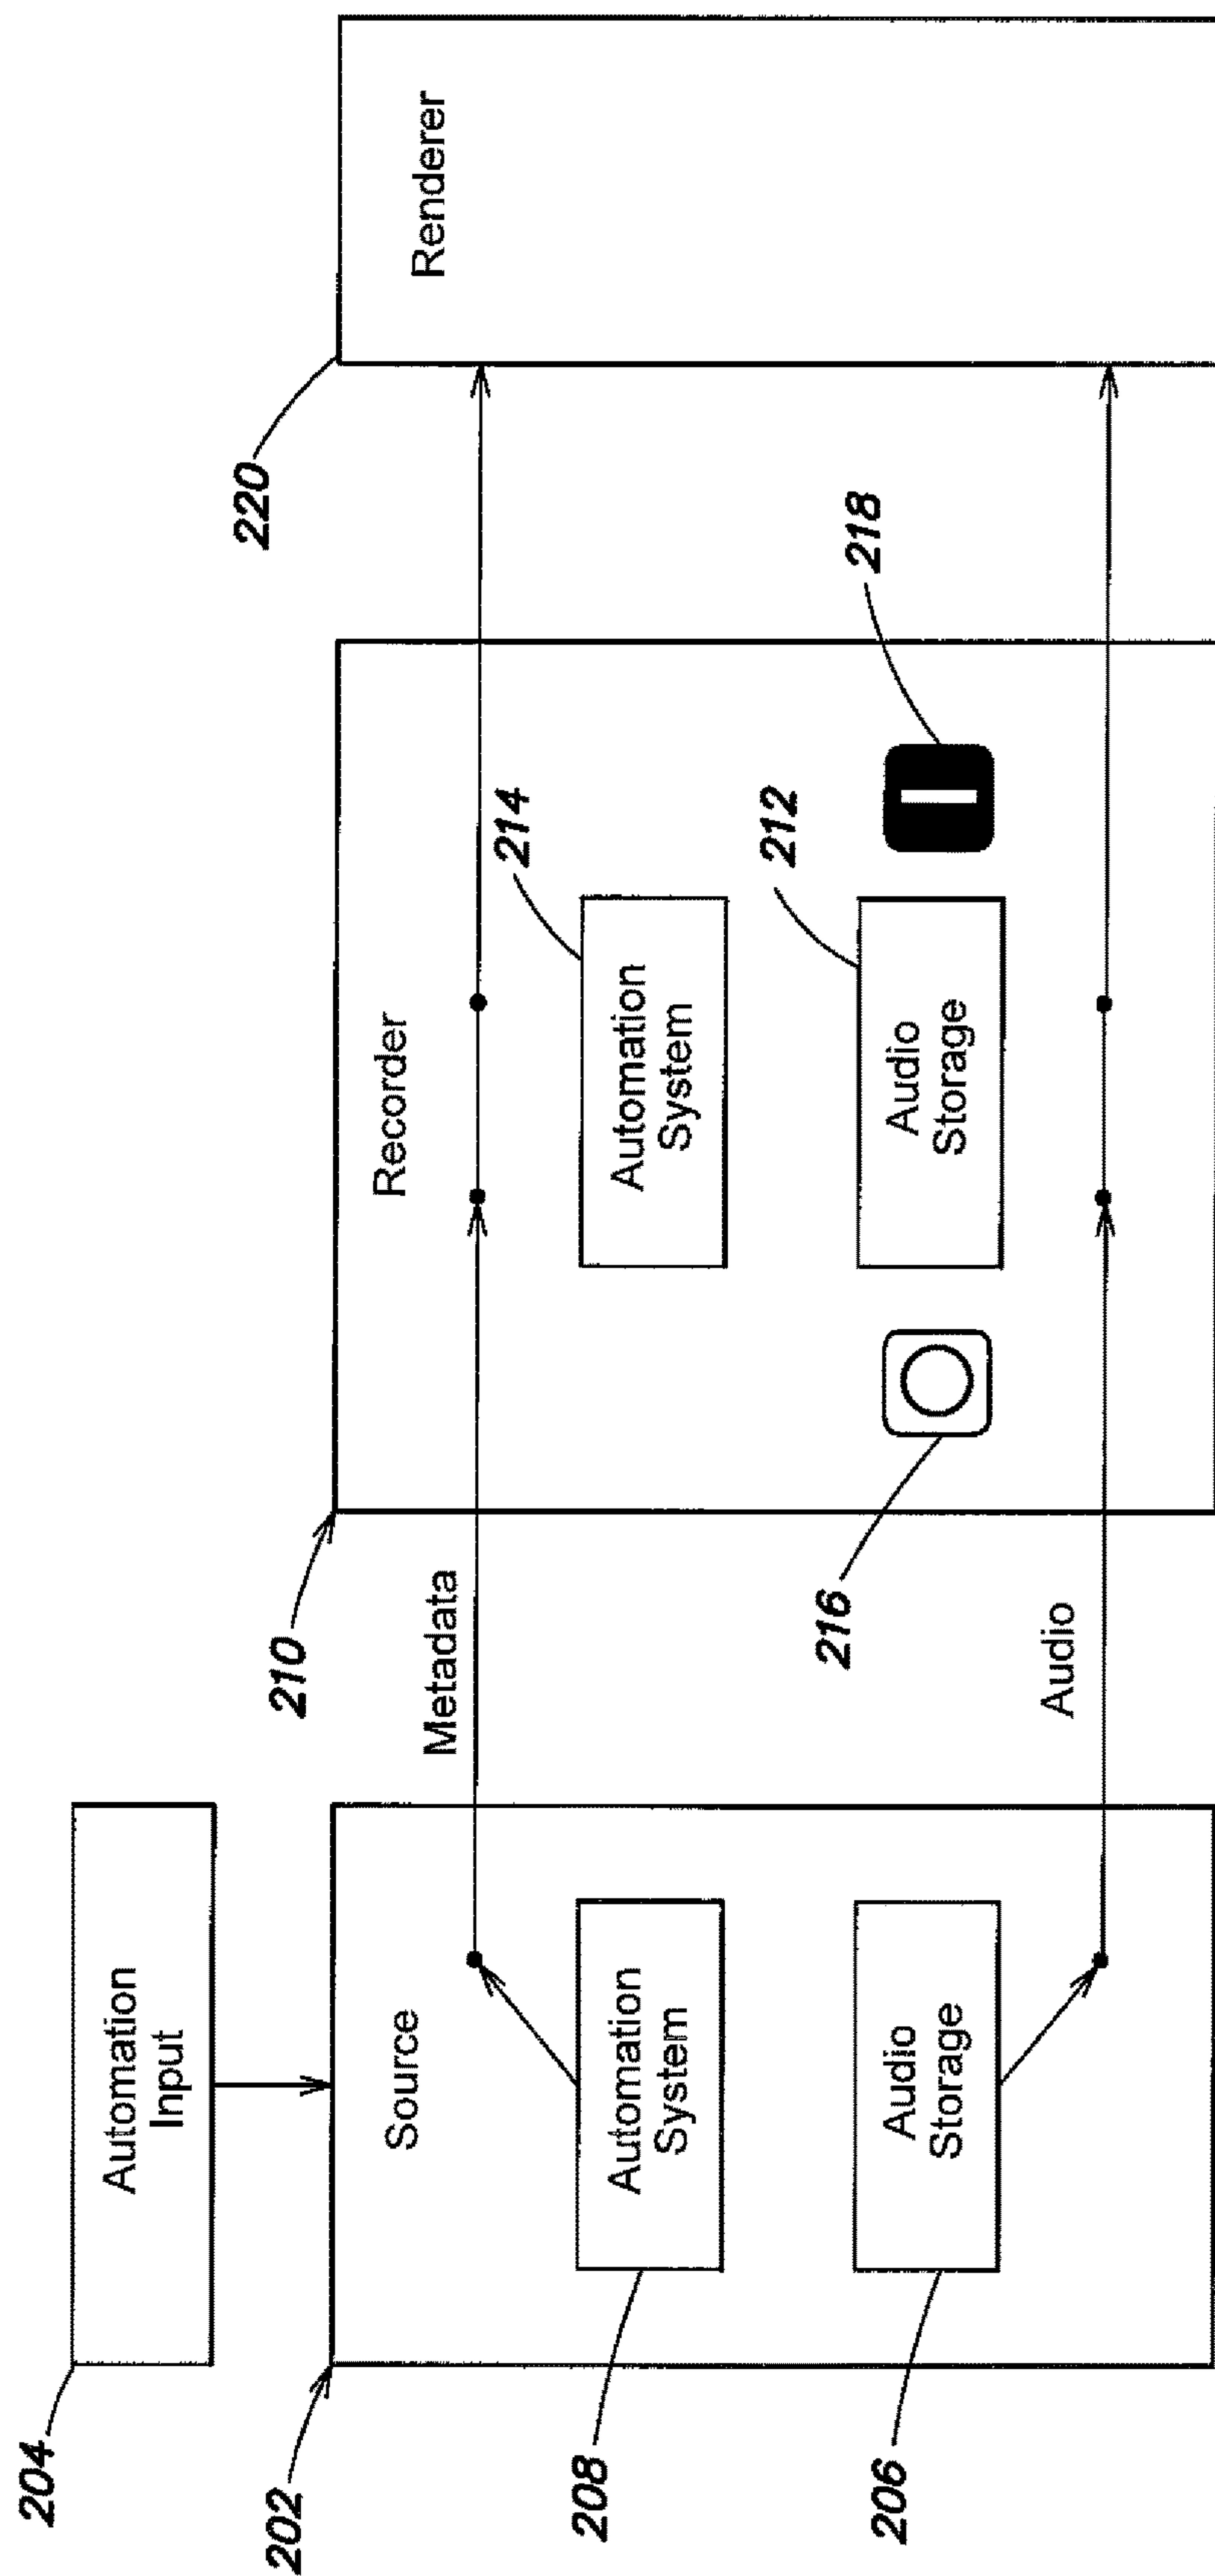 204
Automation
Input
202
Source
208
Automation
System
206
Audio
Storage
Metadata
Audio
210
Recorder
214
Automation
System
212
Audio
Storage
216
218
220
Renderer